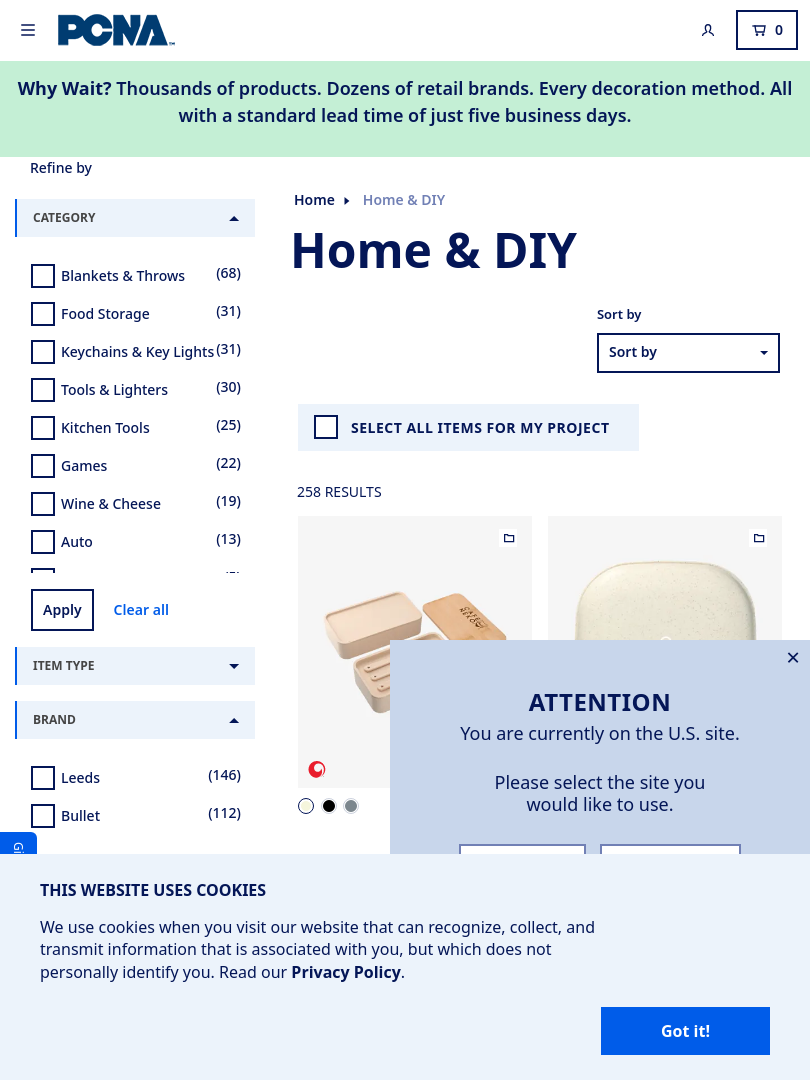 PCNA
0
Why Wait? Thousands of products. Dozens of retail brands. Every decoration method. All
with a standard lead time of just five business days.
Refine by
CATEGORY
Blankets & Throws (68)
Food Storage (31)
Keychains & Key Lights (31)
Tools & Lighters (30)
Kitchen Tools (25)
Games (22)
Wine & Cheese (19)
Auto (13)
Apply
Clear all
ITEM TYPE
BRAND
Leeds (146)
Bullet (112)
Home
Home & DIY
Home & DIY
Sort by
Sort by
SELECT ALL ITEMS FOR MY PROJECT
258 RESULTS
ATTENTION
You are currently on the U.S. site.
Please select the site you
would like to use.
THIS WEBSITE USES COOKIES
We use cookies when you visit our website that can recognize, collect, and
transmit information that is associated with you, but which does not
personally identify you. Read our Privacy Policy.
Got it!